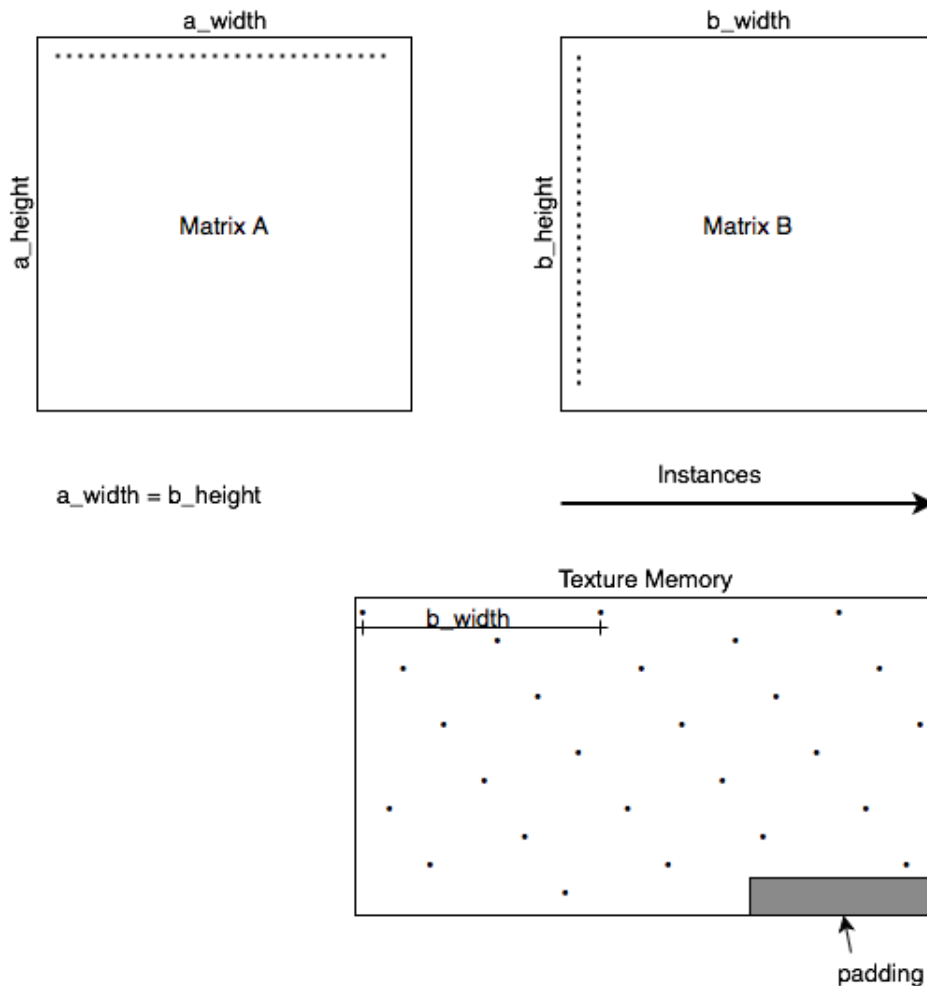 a_width
b_width
a_height
Matrix A
b_height
Matrix B
a_width = b_height
Instances
Texture Memory
b_width
padding